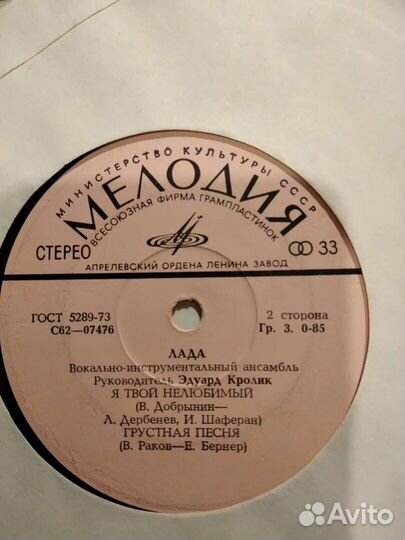 МИНИСТЕРСТВО КУЛЬТУРЫ СССР
МЕЛОДИЯ
ВСЕСОЮЗНАЯ ФИРМА ГРАМПЛАСТИНОК
СТЕРЕО
33
АПРЕЛЕВСКИЙ ОРДЕНА ЛЕНИНА ЗАВОД
ГОСТ 5289-73
2 сторона
С62—07476
Гр. 3. 0-85
ЛАДА
Вокально-инструментальный ансамбль
Руководитель Эдуард Кролик
Я ТВОЙ НЕЛЮБИМЫЙ
(В. Добрынин—
Л. Дербенев, И. Шаферан)
ГРУСТНАЯ ПЕСНЯ
(В. Раков—Е. Бернер)
Avito